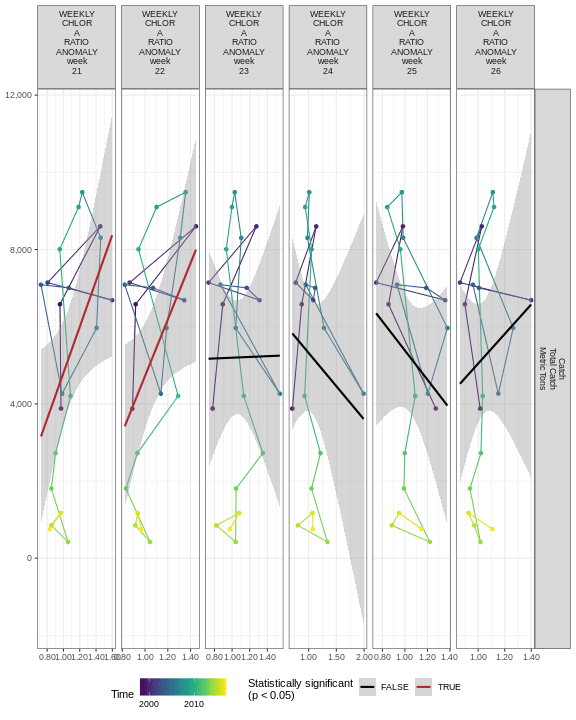 WEEKLY
CHLOR
A
RATIO
ANOMALY
week
21
WEEKLY
CHLOR
A
RATIO
ANOMALY
week
22
WEEKLY
CHLOR
A
RATIO
ANOMALY
week
23
WEEKLY
CHLOR
A
RATIO
ANOMALY
week
24
WEEKLY
CHLOR
A
RATIO
ANOMALY
week
25
WEEKLY
CHLOR
A
RATIO
ANOMALY
week
26
12,000
8,000
4,000
0
Catch
Total Catch
Metric Tons
0.80 1.00 1.20 1.40 1.60
0.80 1.00 1.20 1.40
0.80 1.00 1.20 1.40
1.00 1.50 2.00
0.80 1.00 1.20 1.40
1.00 1.20 1.40
Time
2000 2010
Statistically significant
(p < 0.05)
FALSE TRUE